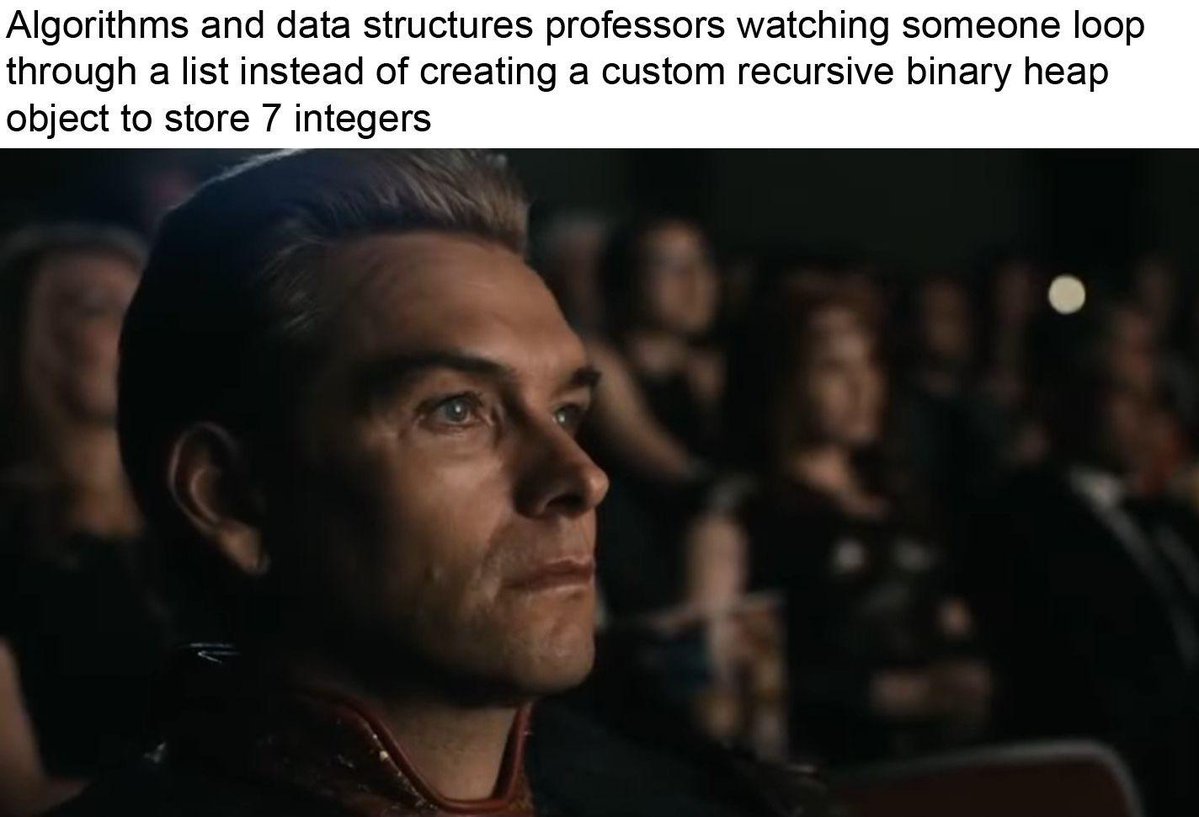 Algorithms and data structures professors watching someone loop
through a list instead of creating a custom recursive binary heap
object to store 7 integers